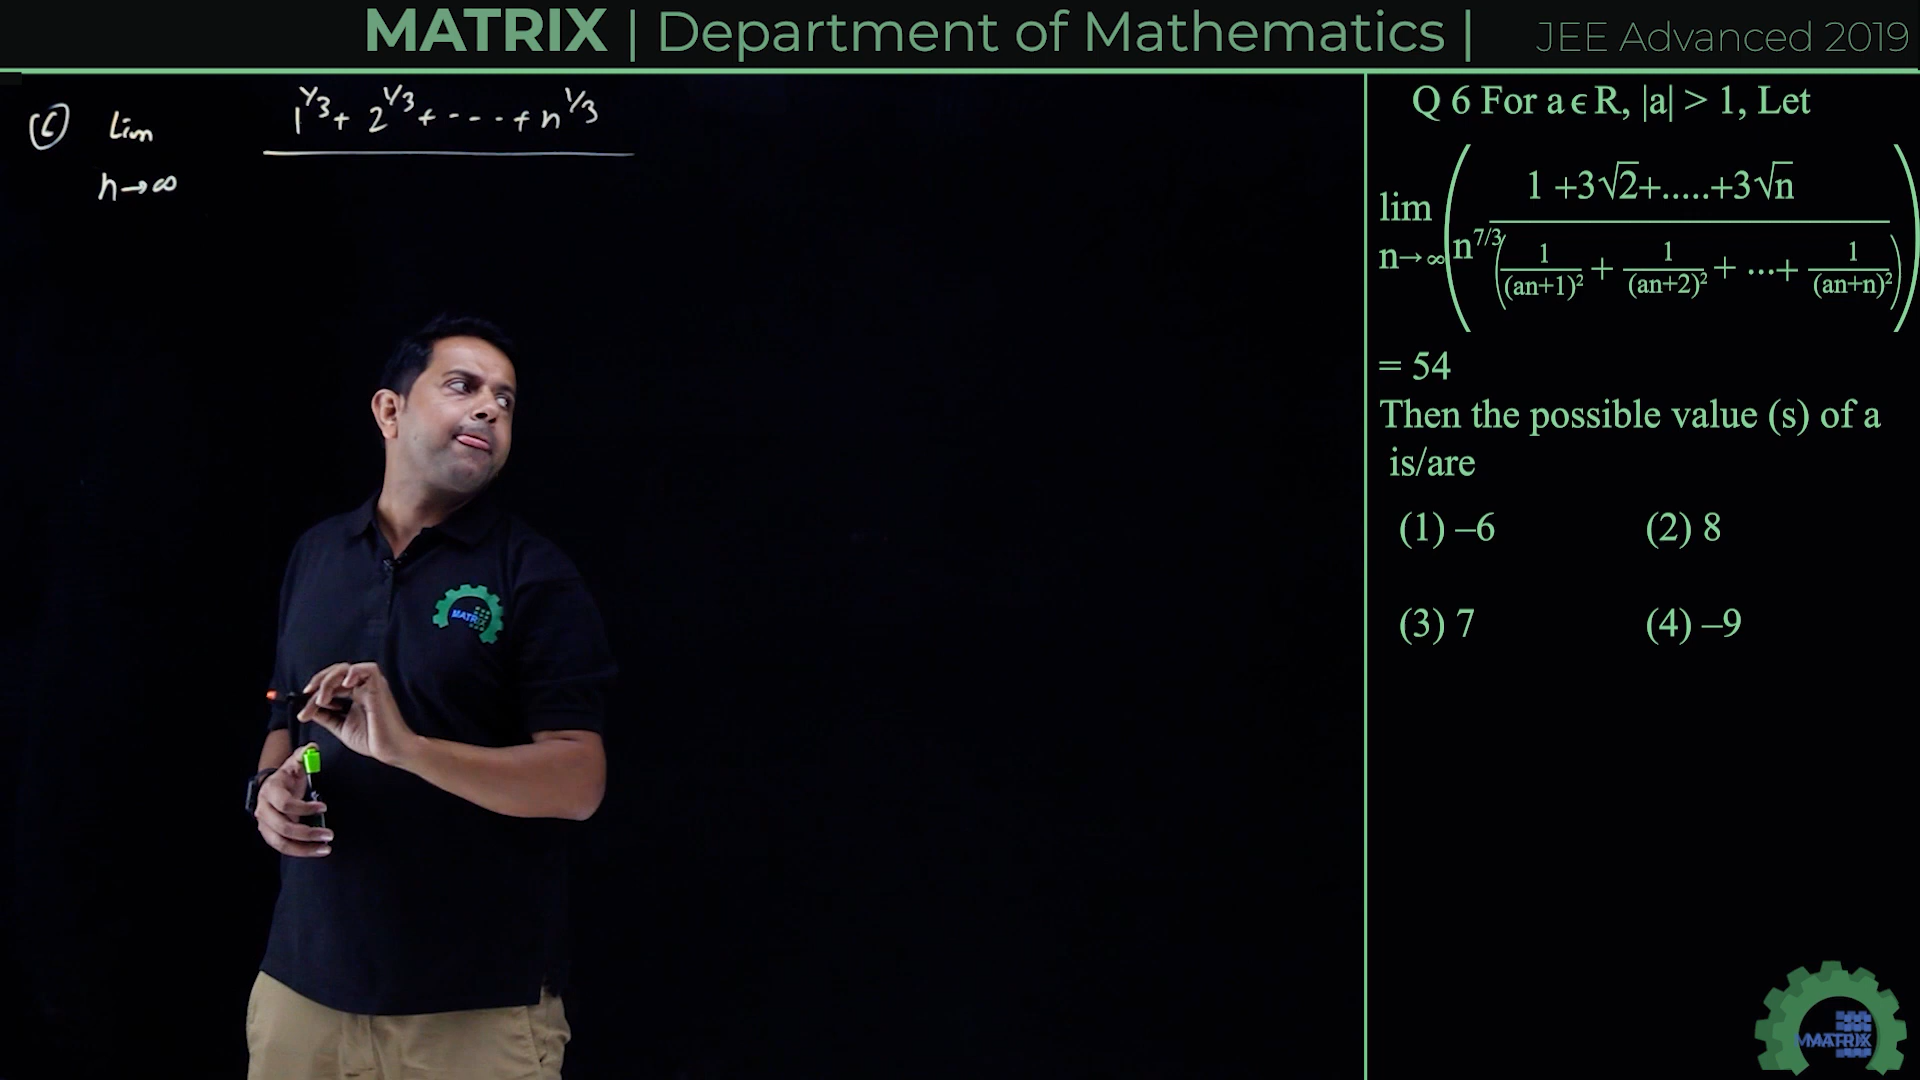 MATRIX | Department of Mathematics | JEE Advanced 2019
(C) Lim n→∞ 1^1/3 + 2^1/3 + - - - - + n^1/3
Q 6 For a ϵ R, |a| > 1, Let
lim n→∞ ( 1 +3√2+.....+3√n / n^7/3 ( 1/(an+1)² + 1/(an+2)² + ...+ 1/(an+n)² ) )
= 54
Then the possible value (s) of a
is/are
(1) –6 (2) 8
(3) 7 (4) –9
MATRIX
MAATRIX